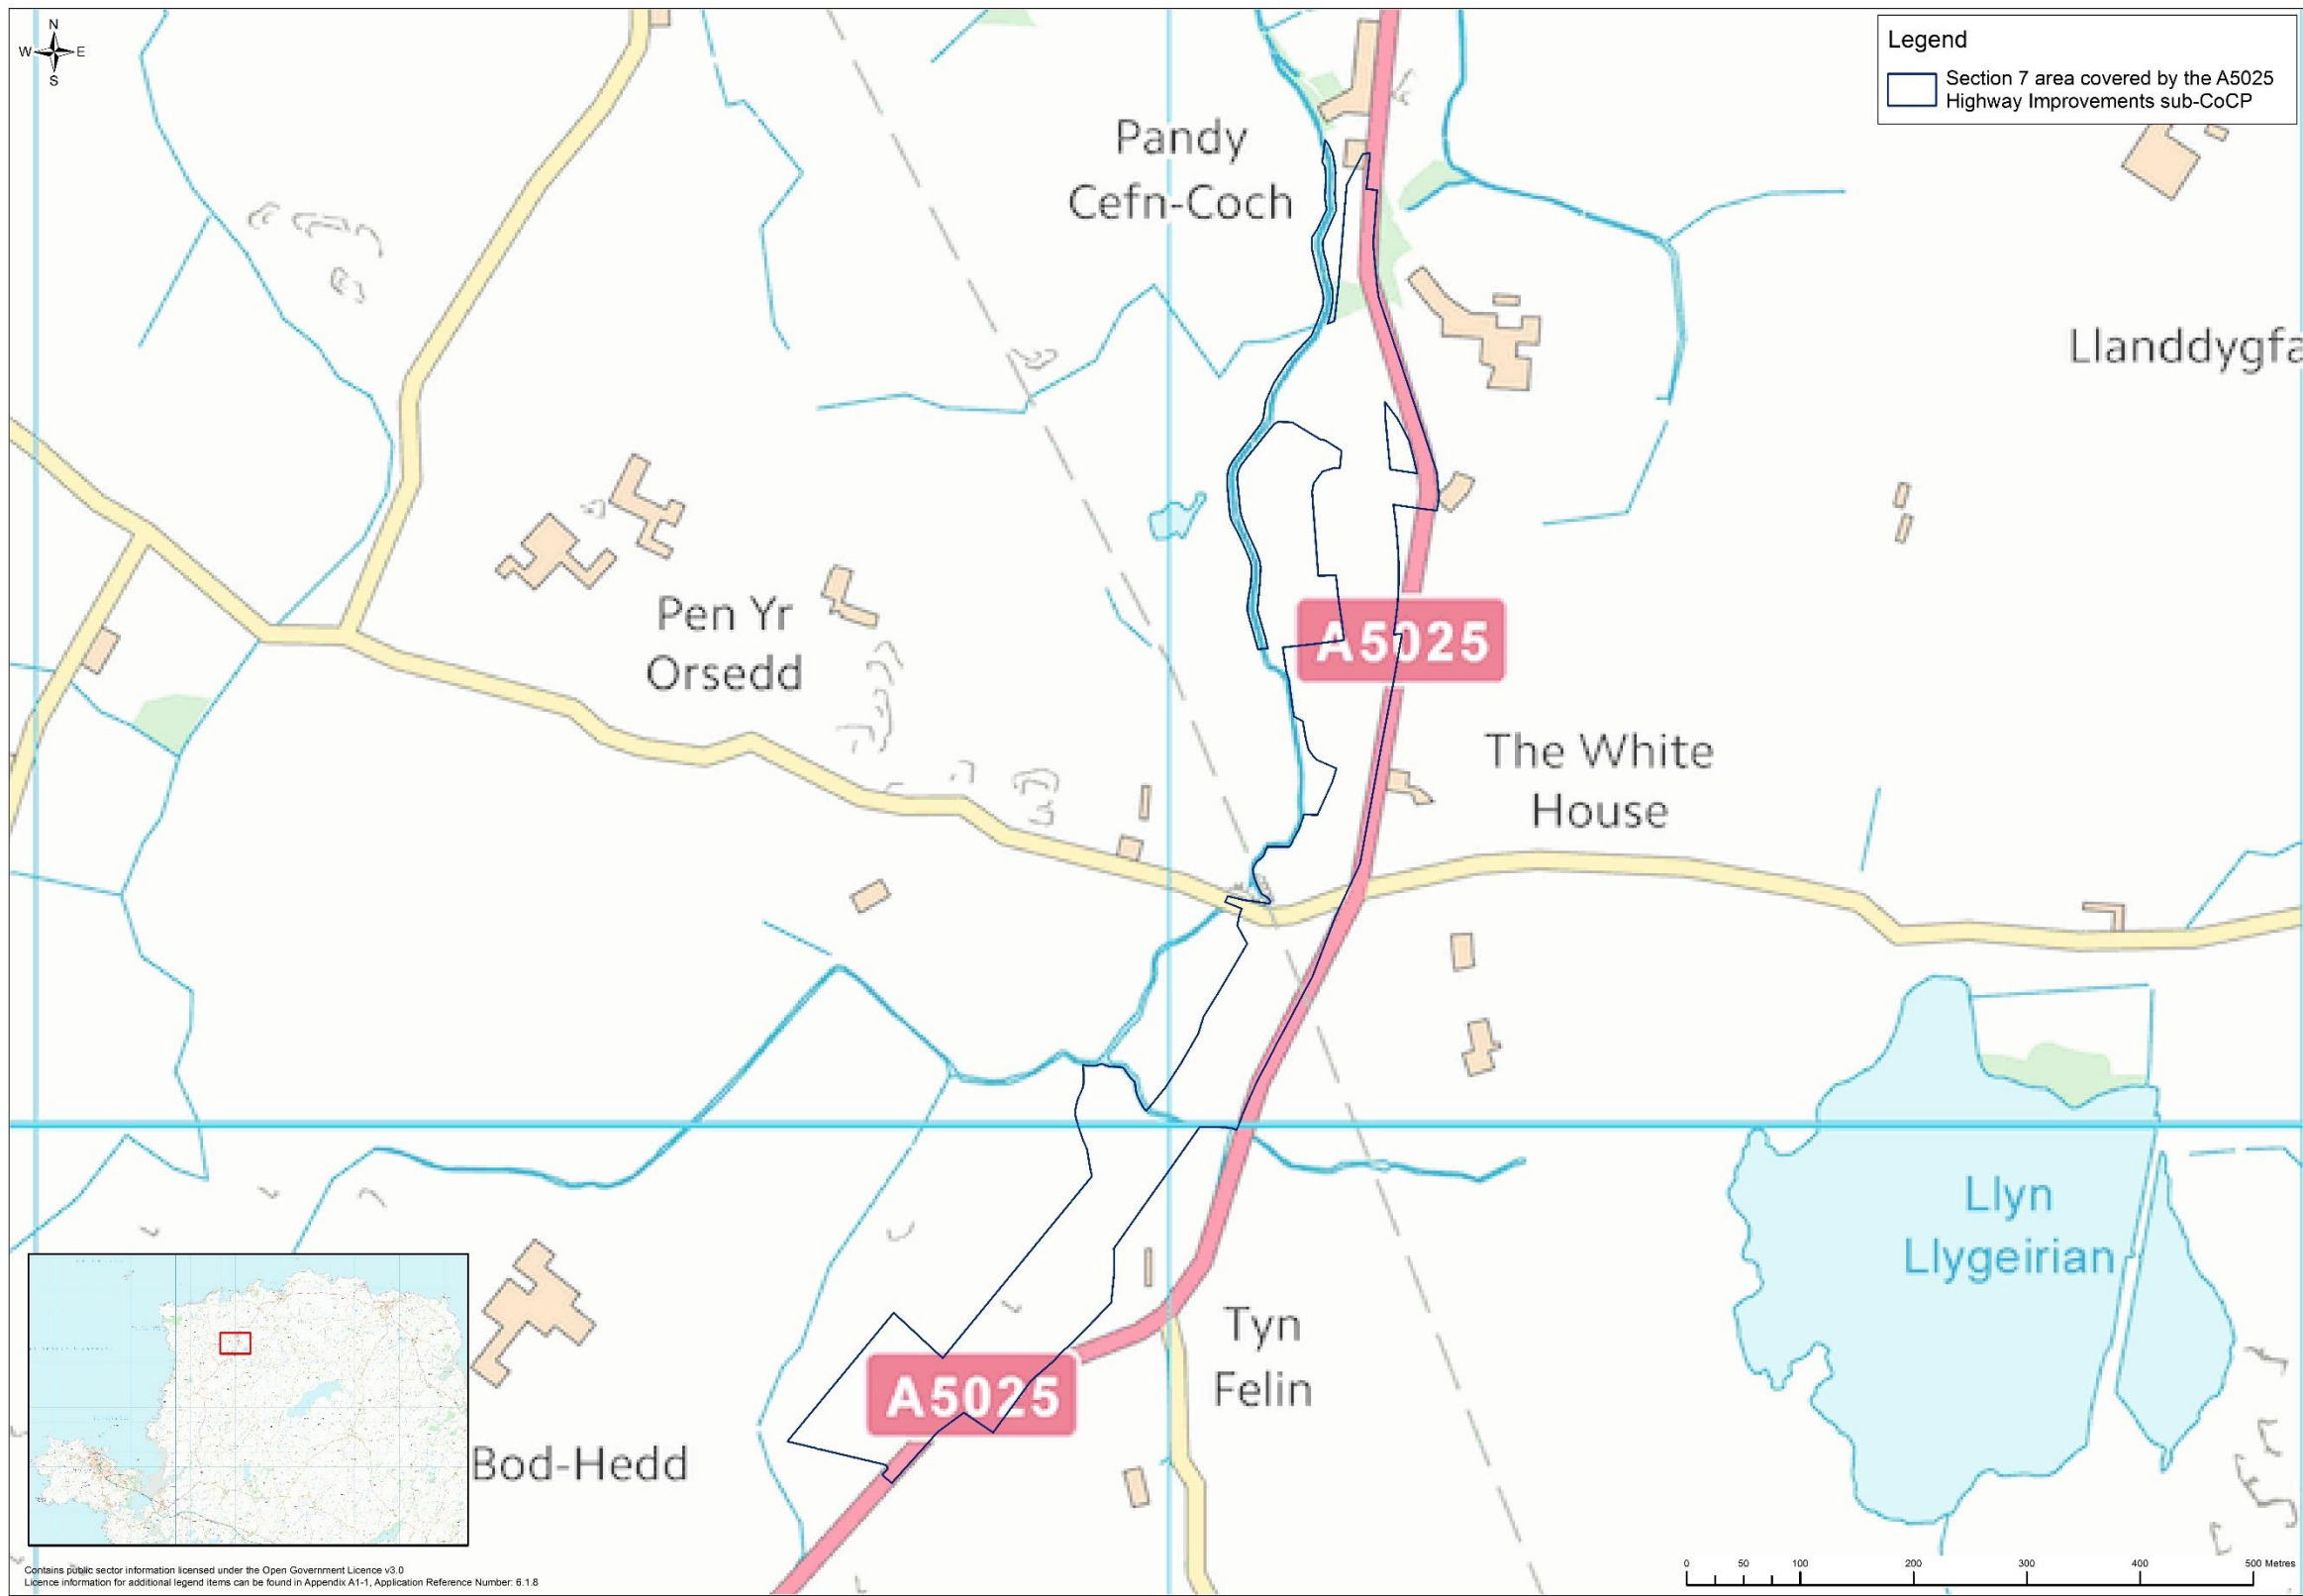 N
W E
S
Legend
Section 7 area covered by the A5025
Highway Improvements sub-CoCP
Pandy
Cefn-Coch
Llanddygfa
Pen Yr
Orsedd
A5025
The White
House
Llyn
Llygeirian
Tyn
Felin
A5025
Bod-Hedd
0 50 100 200 300 400 500 Metres
Contains public sector information licensed under the Open Government Licence v3.0
Licence information for additional legend items can be found in Appendix A1-1, Application Reference Number: 6.1.8